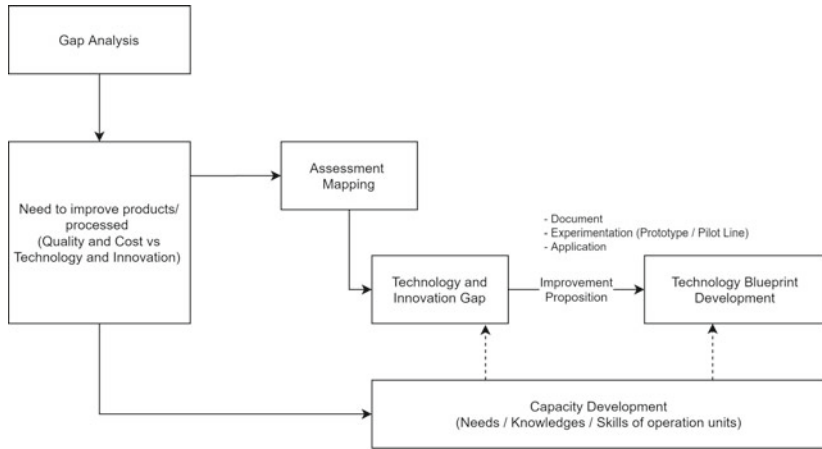 Gap Analysis
Need to improve products/
processed
(Quality and Cost vs
Technology and Innovation)
Assessment
Mapping
- Document
- Experimentation (Prototype / Pilot Line)
- Application
Technology and
Innovation Gap
Improvement
Proposition
Technology Blueprint
Development
Capacity Development
(Needs / Knowledges / Skills of operation units)